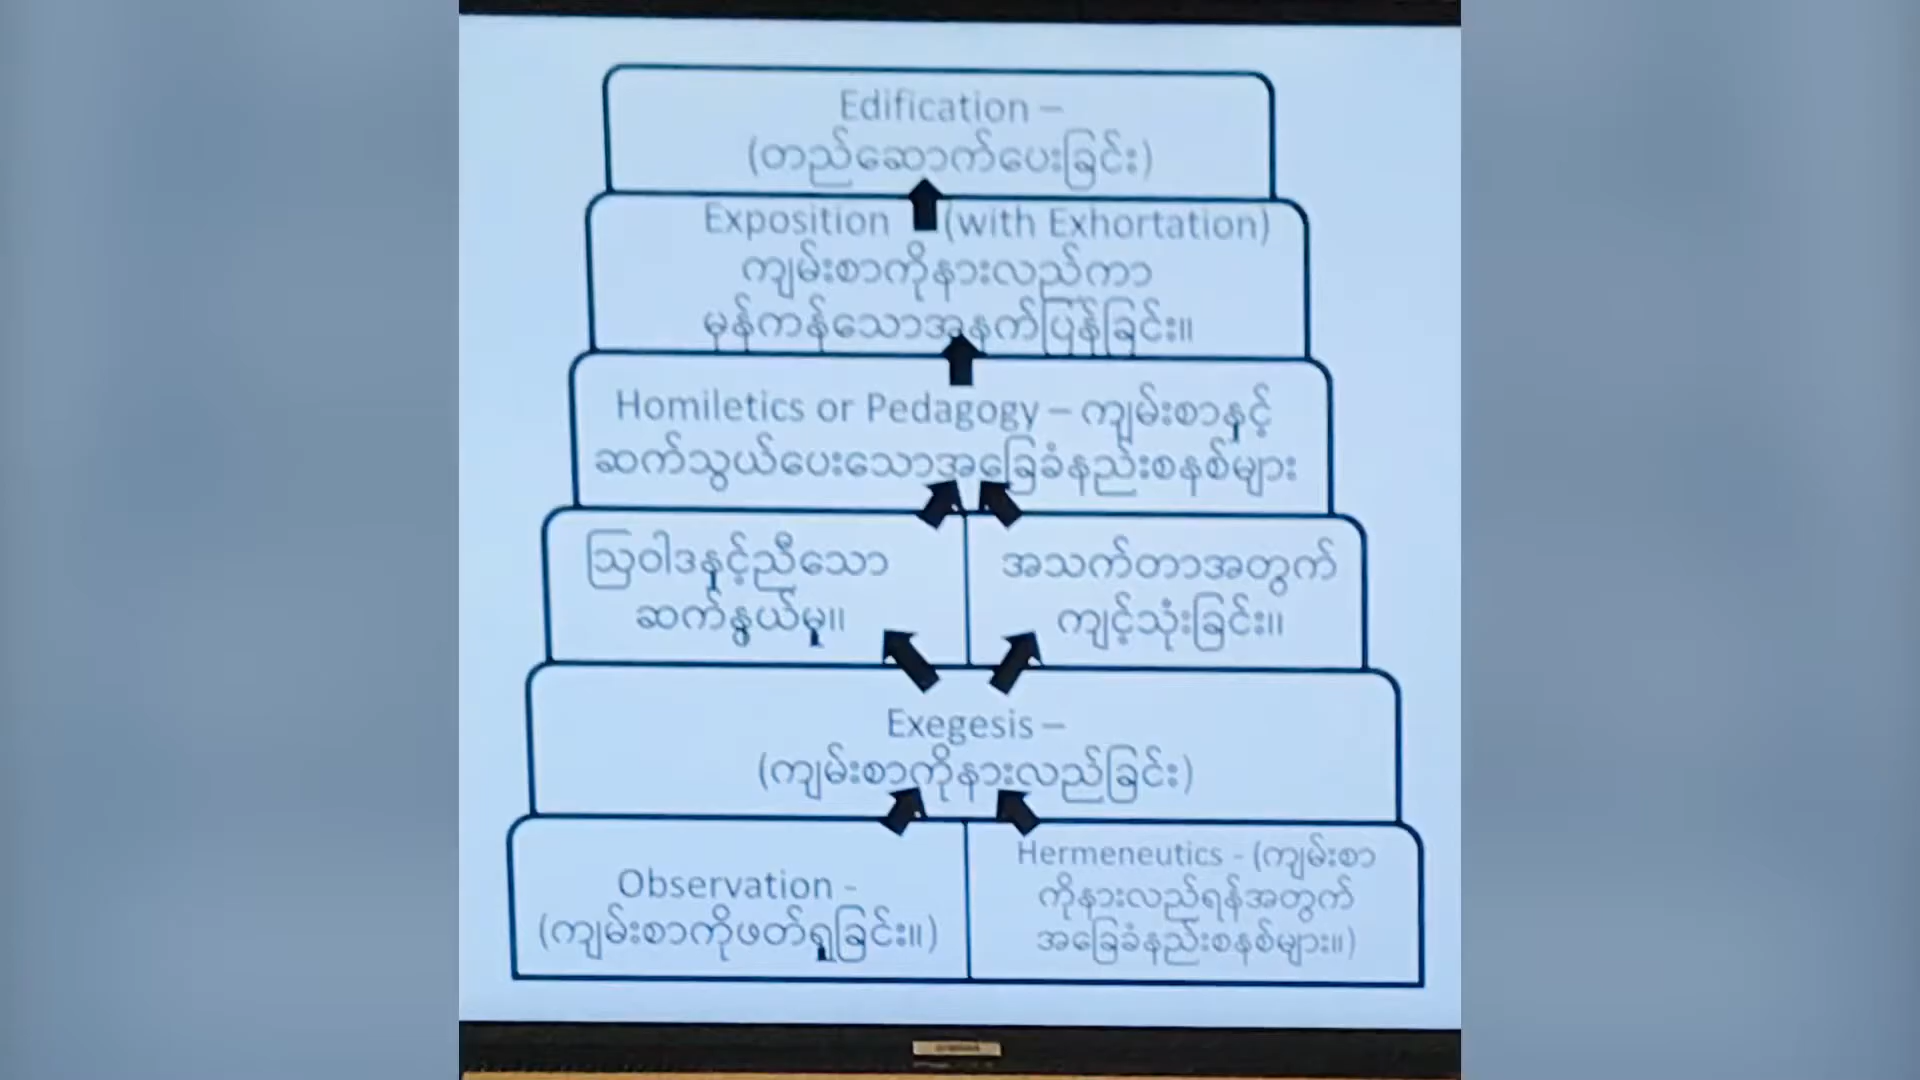 Edification –
(တည်ဆောက်ပေးခြင်း)
Exposition (with Exhortation)
ကျမ်းစာကိုနားလည်ကာ
မှန်ကန်သောအနက်ပြန်ခြင်း။
Homiletics or Pedagogy – ကျမ်းစာနှင့်
ဆက်သွယ်ပေးသောအခြေခံနည်းစနစ်များ
ဩဝါဒနှင့်ညီသော
ဆက်နွယ်မှု။
အသက်တာအတွက်
ကျင့်သုံးခြင်း။
Exegesis –
(ကျမ်းစာကိုနားလည်ခြင်း)
Observation -
(ကျမ်းစာကိုဖတ်ရှုခြင်း။)
Hermeneutics - (ကျမ်းစာ
ကိုနားလည်ရန်အတွက်
အခြေခံနည်းစနစ်များ။)